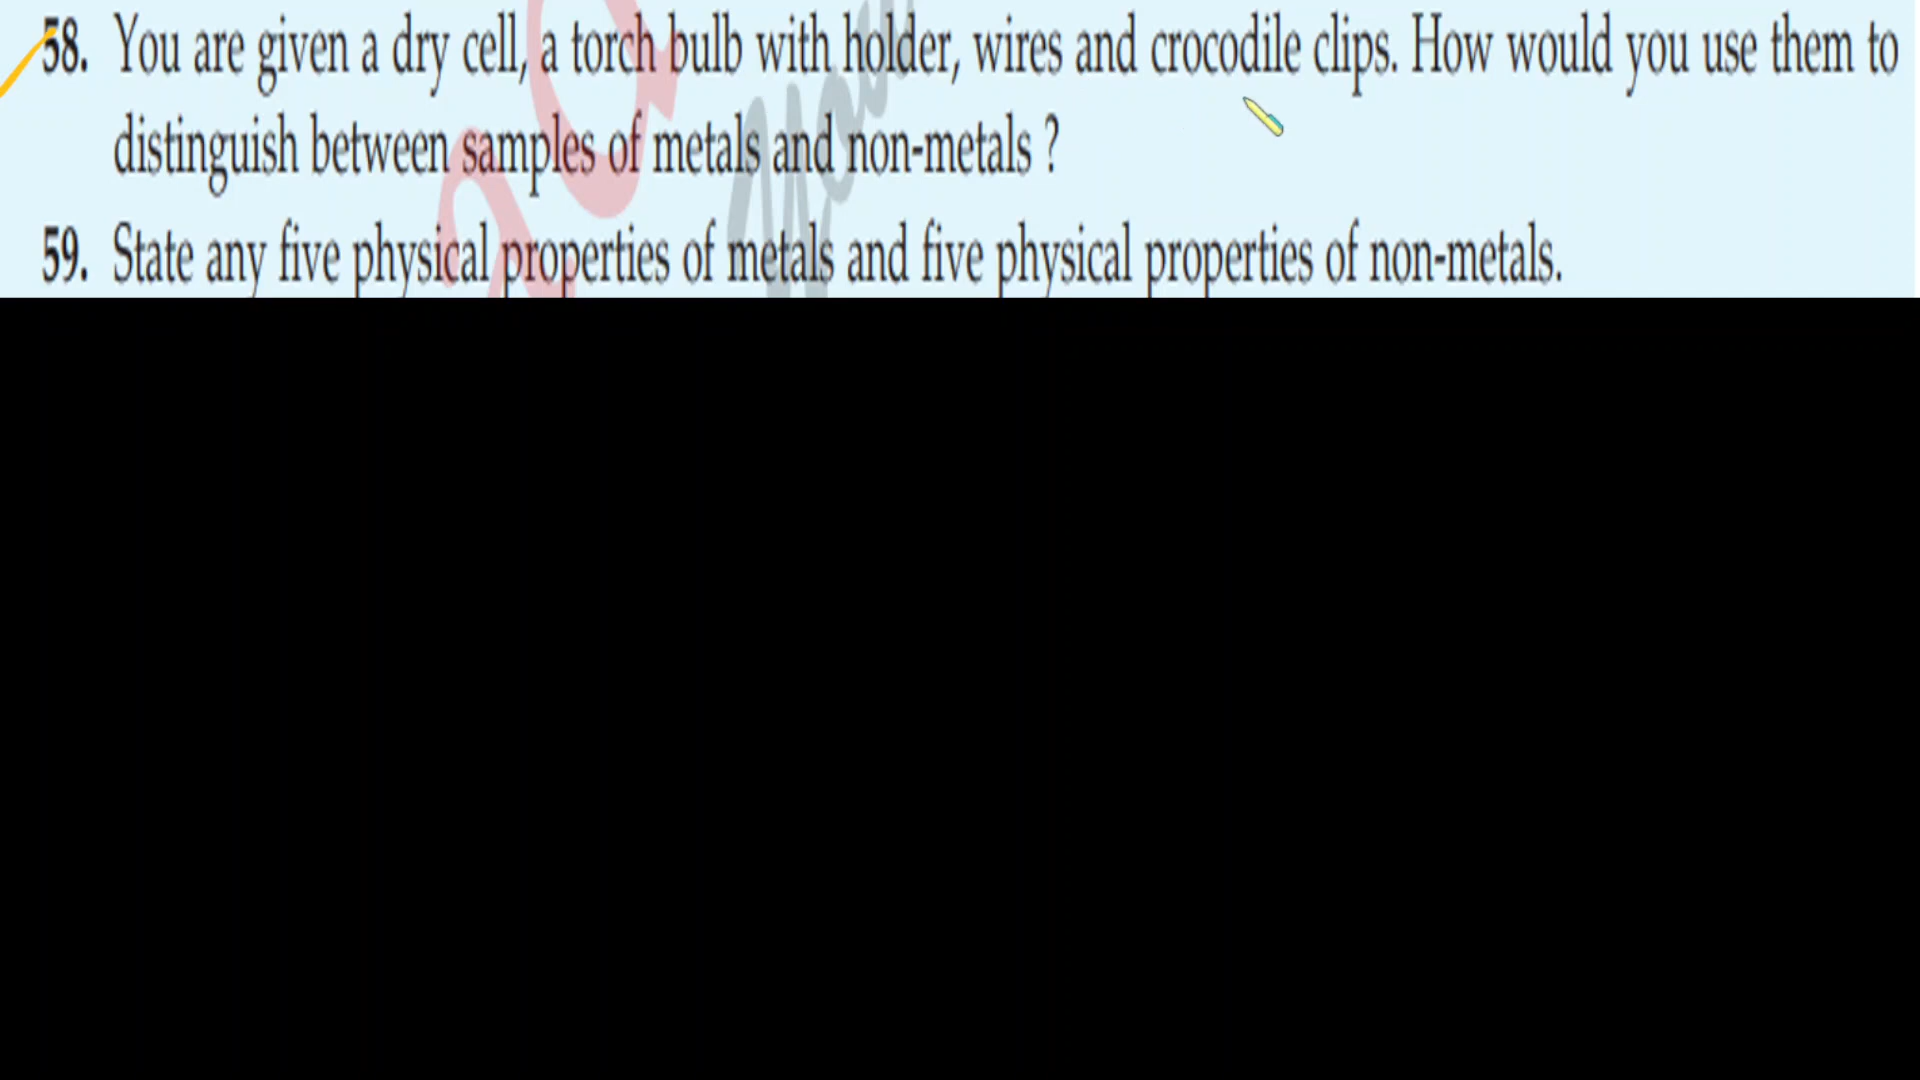 58. You are given a dry cell, a torch bulb with holder, wires and crocodile clips. How would you use them to
distinguish between samples of metals and non-metals ?
59. State any five physical properties of metals and five physical properties of non-metals.